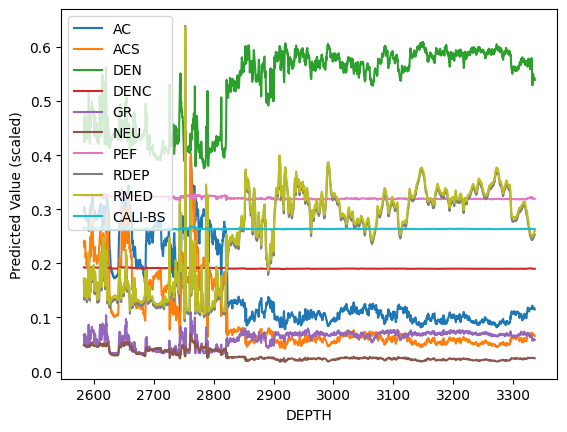 AC
ACS
DEN
DENC
GR
NEU
PEF
RDEP
RMED
CALI-BS
Predicted Value (scaled)
0.6
0.5
0.4
0.3
0.2
0.1
0.0
2600 2700 2800 2900 3000 3100 3200 3300
DEPTH